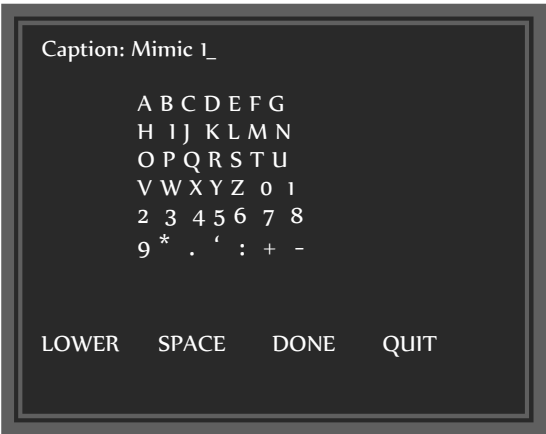 Caption: Mimic 1_
A B C D E F G
H I J K L M N
O P Q R S T U
V W X Y Z 0 1
2 3 4 5 6 7 8
9 * . ‘ : + -
LOWER SPACE DONE QUIT